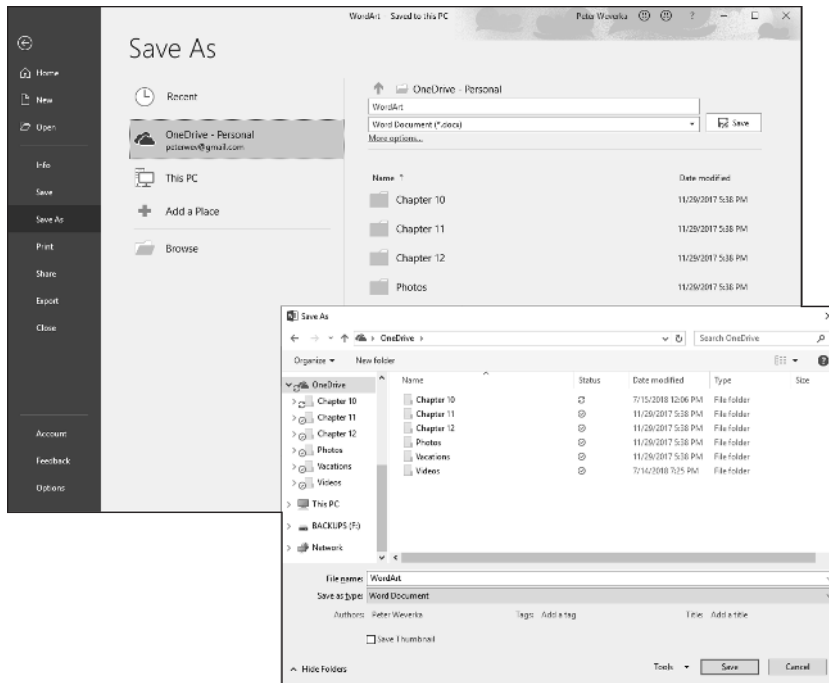 WordArt - Saved to this PC
Peter Weverka
?
Save As
Home
New
Open
Info
Save
Save As
Print
Share
Export
Close
Account
Feedback
Options
Recent
OneDrive - Personal
peterwev@gmail.com
This PC
Add a Place
Browse
OneDrive - Personal
WordArt
Word Document (*.docx)
Save
More options...
Name Date modified
Chapter 10 11/29/2017 5:38 PM
Chapter 11 11/29/2017 5:38 PM
Chapter 12 11/29/2017 5:38 PM
Photos 11/29/2017 5:38 PM
Save As
OneDrive
Search OneDrive
Organize New folder
OneDrive
Chapter 10
Chapter 11
Chapter 12
Photos
Vacations
Videos
This PC
BACKUPS (F:)
Network
Name Status Date modified Type Size
Chapter 10 7/15/2018 12:06 PM File folder
Chapter 11 11/29/2017 5:38 PM File folder
Chapter 12 11/29/2017 5:38 PM File folder
Photos 11/29/2017 5:38 PM File folder
Vacations 11/29/2017 5:38 PM File folder
Videos 7/14/2018 7:25 PM File folder
File name: WordArt
Save as type: Word Document
Authors: Peter Weverka Tags: Add a tag Title: Add a title
Save Thumbnail
Hide Folders Tools Save Cancel